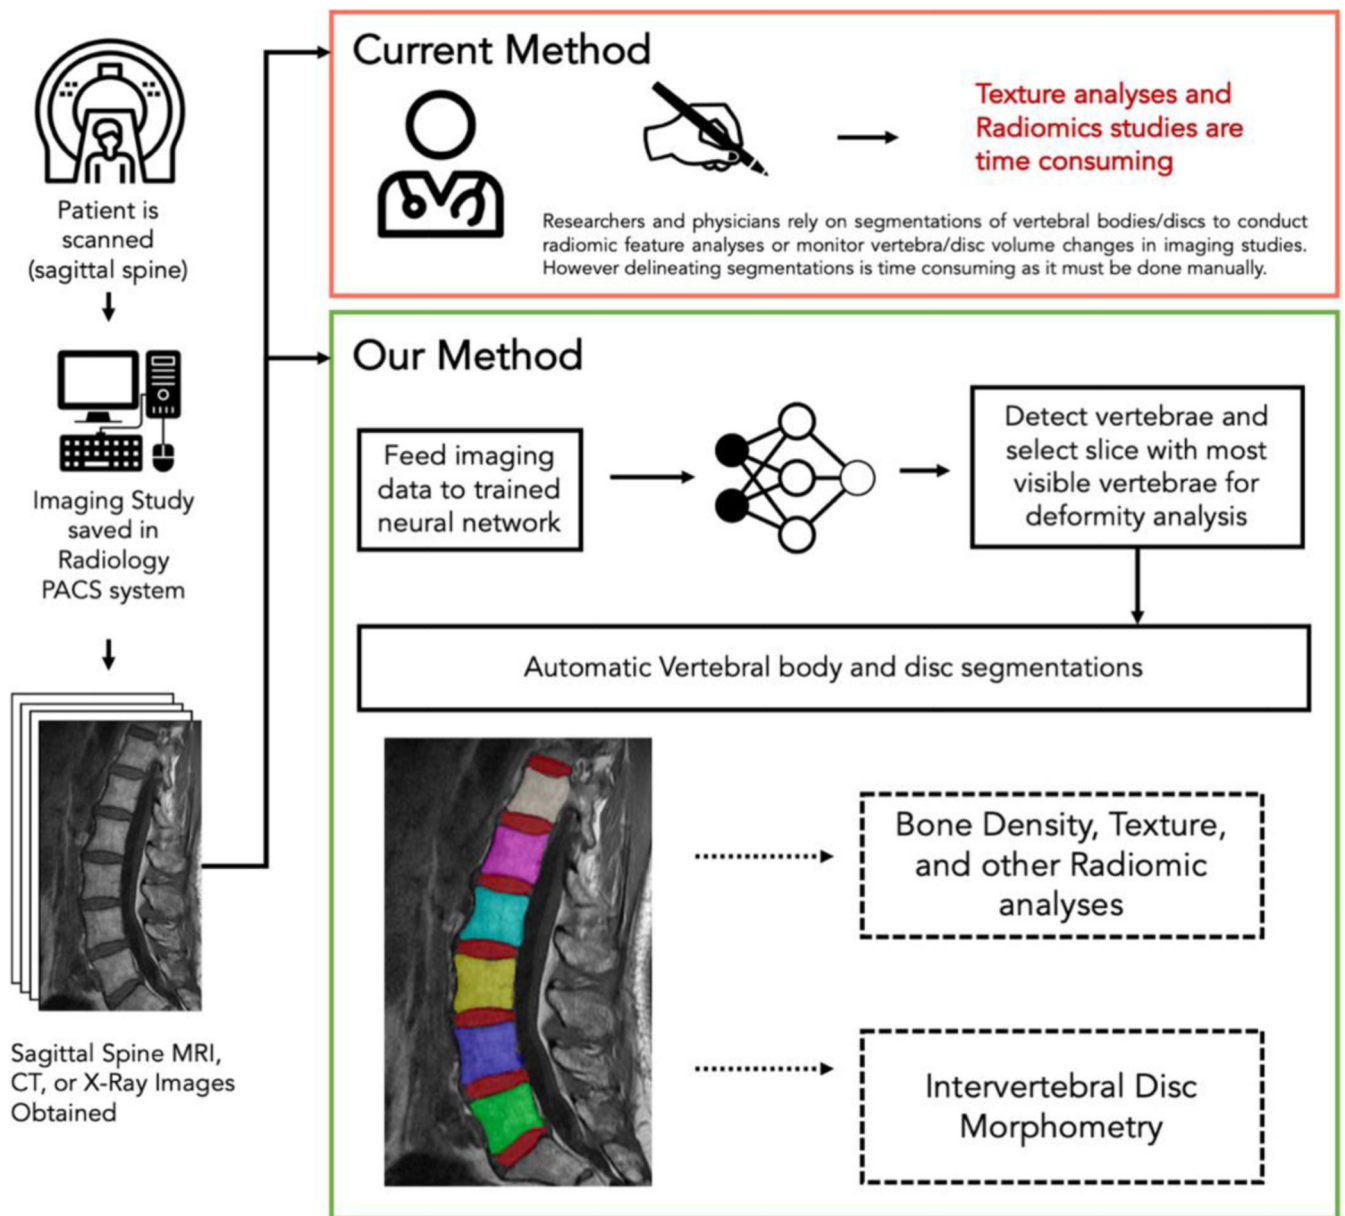 Patient is
scanned
(sagittal spine)
Imaging Study
saved in
Radiology
PACS system
Sagittal Spine MRI,
CT, or X-Ray Images
Obtained
Current Method
Texture analyses and
Radiomics studies are
time consuming
Researchers and physicians rely on segmentations of vertebral bodies/discs to conduct
radiomic feature analyses or monitor vertebra/disc volume changes in imaging studies.
However delineating segmentations is time consuming as it must be done manually.
Our Method
Feed imaging
data to trained
neural network
Detect vertebrae and
select slice with most
visible vertebrae for
deformity analysis
Automatic Vertebral body and disc segmentations
Bone Density, Texture,
and other Radiomic
analyses
Intervertebral Disc
Morphometry